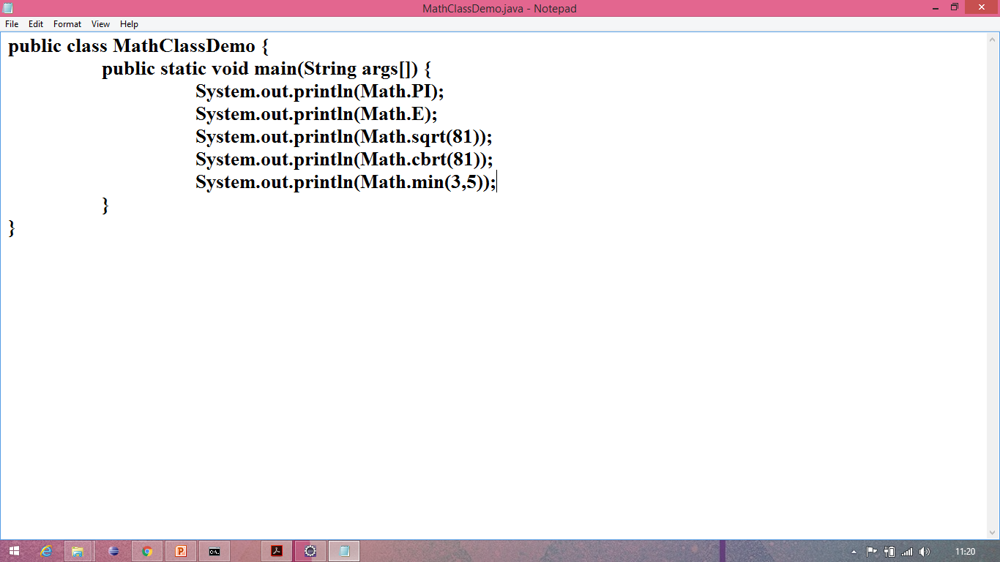 MathClassDemo.java - Notepad
File Edit Format View Help
public class MathClassDemo {
public static void main(String args[]) {
System.out.println(Math.PI);
System.out.println(Math.E);
System.out.println(Math.sqrt(81));
System.out.println(Math.cbrt(81));
System.out.println(Math.min(3,5));
}
}
11:20